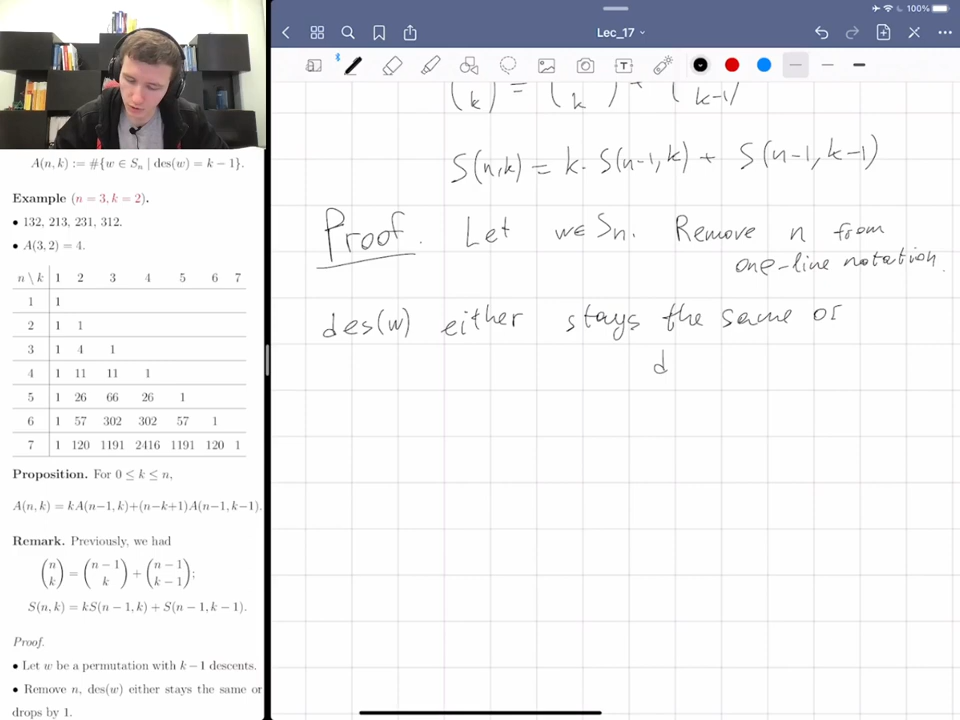 100%
Lec_17
A(n, k) := #{w ∈ Sₙ | des(w) = k − 1}.
Example (n = 3, k = 2).
• 132, 213, 231, 312.
• A(3, 2) = 4.
n \ k 1 2 3 4 5 6 7
1 1
2 1 1
3 1 4 1
4 1 11 11 1
5 1 26 66 26 1
6 1 57 302 302 57 1
7 1 120 1191 2416 1191 120 1
Proposition. For 0 ≤ k ≤ n,
A(n, k) = kA(n−1, k)+(n−k+1)A(n−1, k−1).
Remark. Previously, we had
(n k) = (n − 1 k) + (n − 1 k − 1);
S(n, k) = kS(n − 1, k) + S(n − 1, k − 1).
Proof.
• Let w be a permutation with k − 1 descents.
• Remove n, des(w) either stays the same or
drops by 1.
( k ) = ( k ) + ( k-1 )
S(n,k) = k. S(n-1, k) + S(n-1, k-1)
Proof. Let w∈ Sn. Remove n from
one-line notation.
des(w) either stays the same or
d